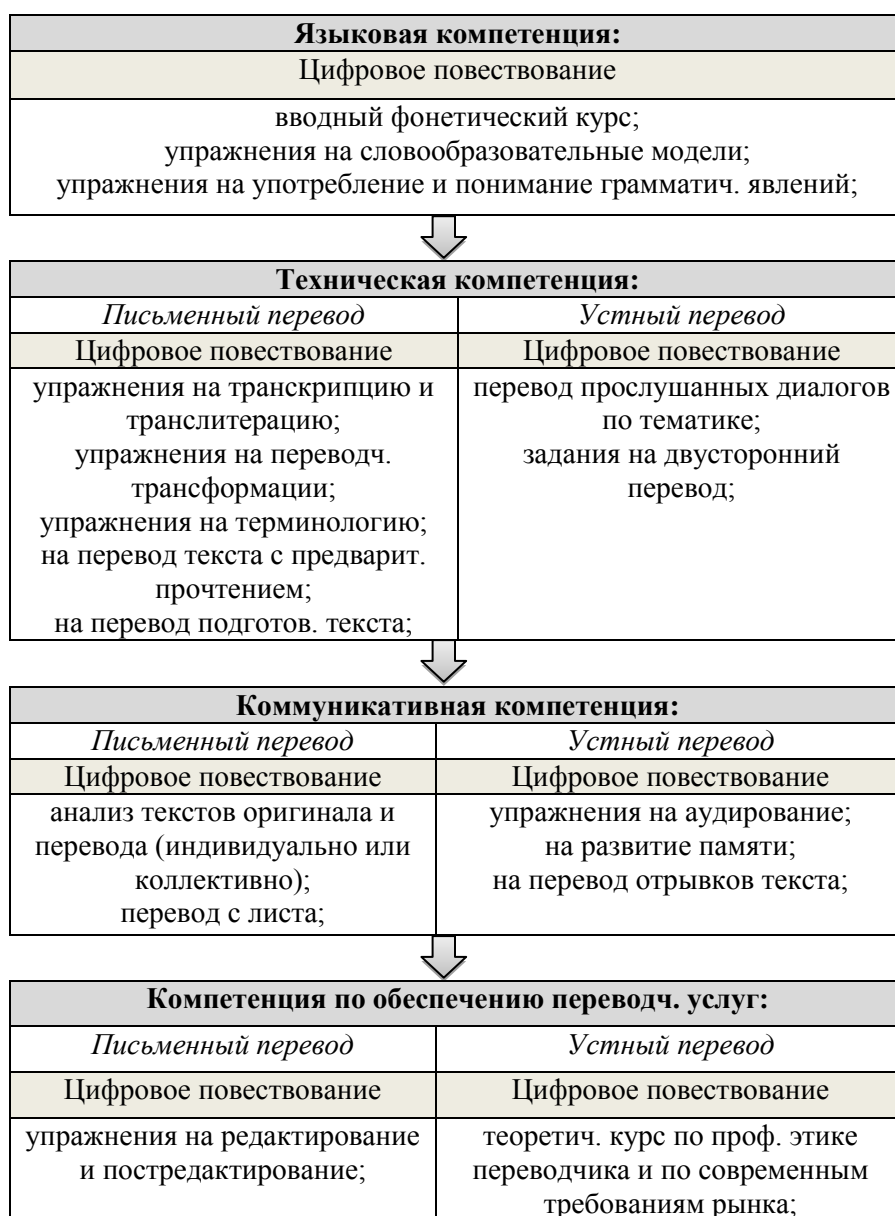 Языковая компетенция:
Цифровое повествование
вводный фонетический курс;
упражнения на словообразовательные модели;
упражнения на употребление и понимание грамматич. явлений;
Техническая компетенция:
Письменный перевод
Цифровое повествование
упражнения на транскрипцию и
транслитерацию;
упражнения на переводч.
трансформации;
упражнения на терминологию;
на перевод текста с предварит.
прочтением;
на перевод подготов. текста;
Устный перевод
Цифровое повествование
перевод прослушанных диалогов
по тематике;
задания на двусторонний
перевод;
Коммуникативная компетенция:
Письменный перевод
Цифровое повествование
анализ текстов оригинала и
перевода (индивидуально или
коллективно);
перевод с листа;
Устный перевод
Цифровое повествование
упражнения на аудирование;
на развитие памяти;
на перевод отрывков текста;
Компетенция по обеспечению переводч. услуг:
Письменный перевод
Цифровое повествование
упражнения на редактирование
и постредактирование;
Устный перевод
Цифровое повествование
теоретич. курс по проф. этике
переводчика и по современным
требованиям рынка;